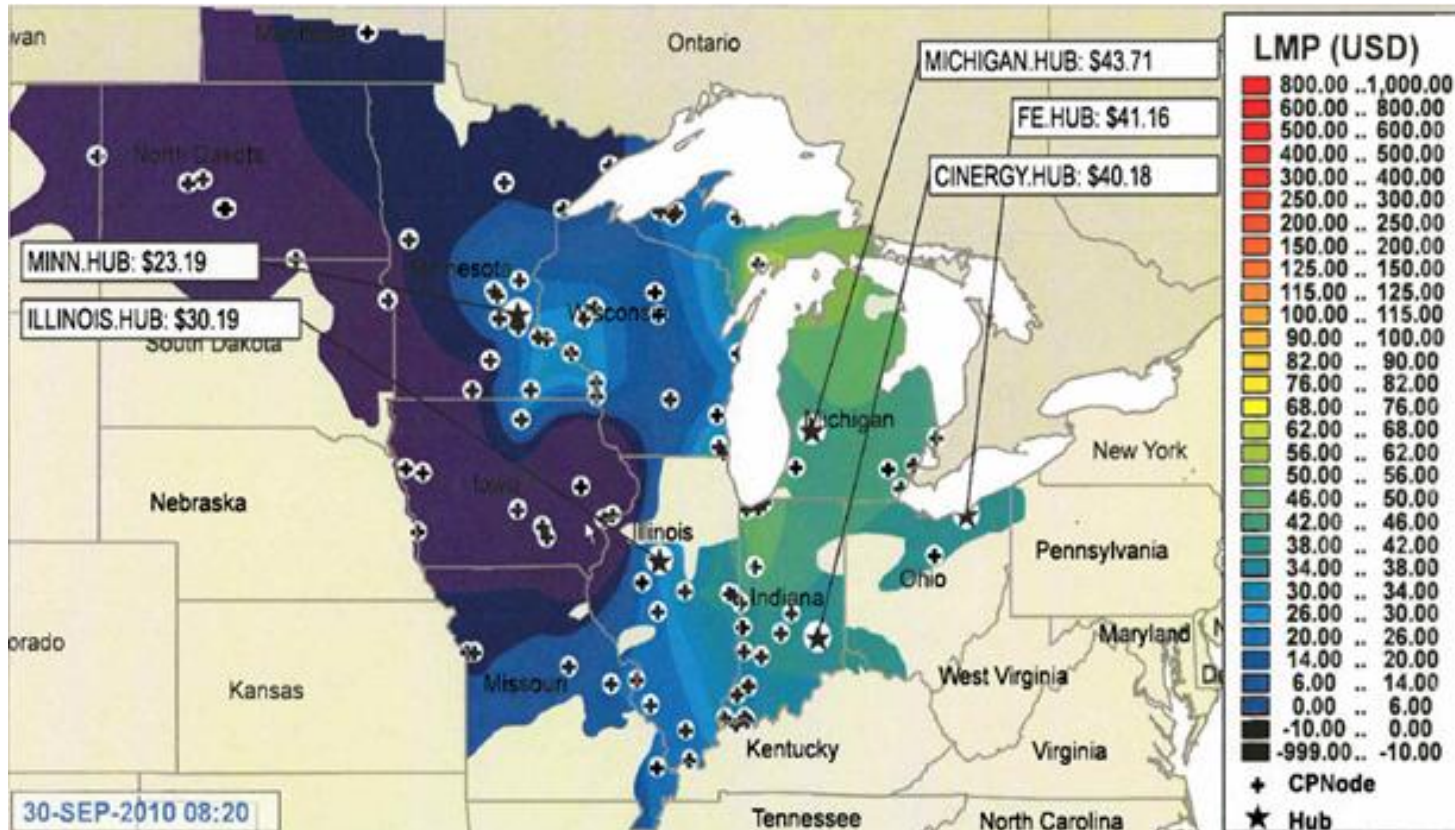 wan
Manitoba
Ontario
MICHIGAN.HUB: $43.71
FE.HUB: $41.16
CINERGY.HUB: $40.18
North Dakota
MINN.HUB: $23.19
Minnesota
ILLINOIS.HUB: $30.19
Wisconsin
South Dakota
Michigan
New York
Nebraska
Iowa
Illinois
Pennsylvania
Ohio
Indiana
orado
Maryland
N
Kansas
Missouri
West Virginia
D
Kentucky
Virginia
30-SEP-2010 08:20
Tennessee
North Carolina
LMP (USD)
800.00 .. 1,000.00
600.00 .. 800.00
500.00 .. 600.00
400.00 .. 500.00
300.00 .. 400.00
250.00 .. 300.00
200.00 .. 250.00
150.00 .. 200.00
125.00 .. 150.00
115.00 .. 125.00
100.00 .. 115.00
90.00 .. 100.00
82.00 .. 90.00
76.00 .. 82.00
68.00 .. 76.00
62.00 .. 68.00
56.00 .. 62.00
50.00 .. 56.00
46.00 .. 50.00
42.00 .. 46.00
38.00 .. 42.00
34.00 .. 38.00
30.00 .. 34.00
26.00 .. 30.00
20.00 .. 26.00
14.00 .. 20.00
6.00 .. 14.00
0.00 .. 6.00
-10.00 .. 0.00
-999.00 .. -10.00
CPNode
Hub